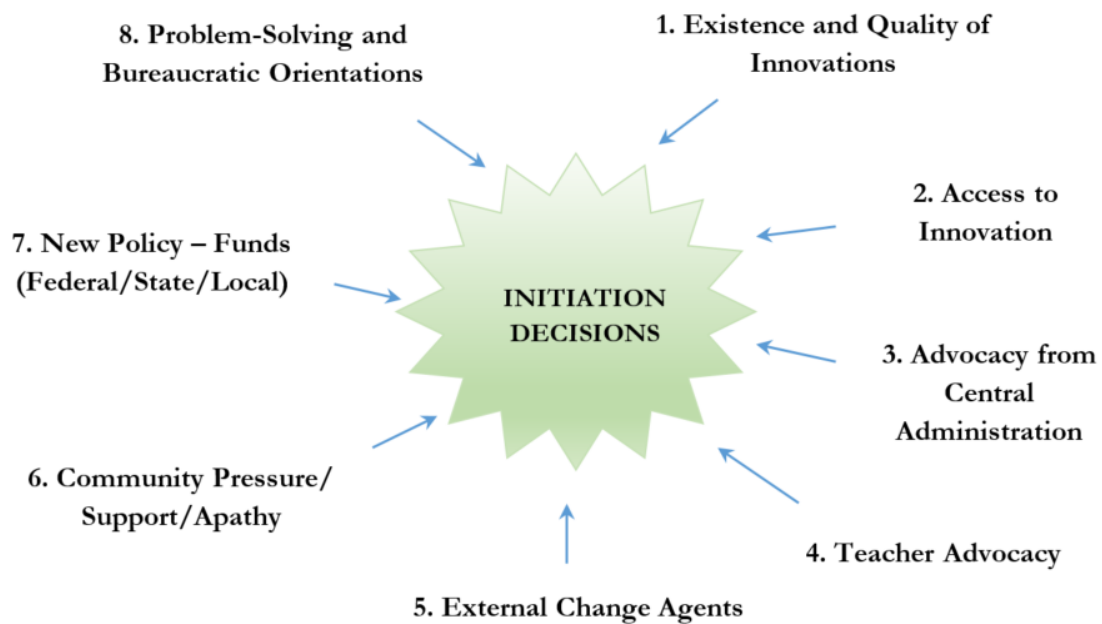 8. Problem-Solving and
Bureaucratic Orientations
1. Existence and Quality of
Innovations
2. Access to
Innovation
7. New Policy – Funds
(Federal/State/Local)
INITIATION
DECISIONS
3. Advocacy from
Central
Administration
6. Community Pressure/
Support/Apathy
4. Teacher Advocacy
5. External Change Agents